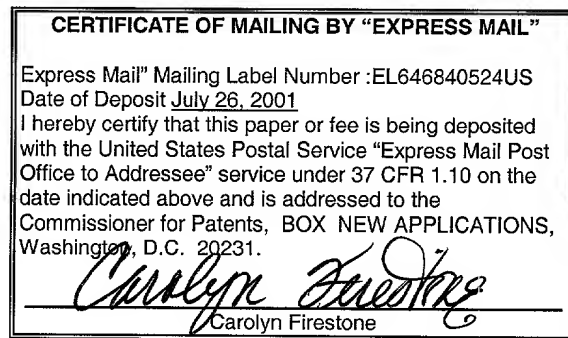 CERTIFICATE OF MAILING BY “EXPRESS MAIL”
Express Mail” Mailing Label Number :EL646840524US
Date of Deposit July 26, 2001
I hereby certify that this paper or fee is being deposited
with the United States Postal Service “Express Mail Post
Office to Addressee” service under 37 CFR 1.10 on the
date indicated above and is addressed to the
Commissioner for Patents, BOX NEW APPLICATIONS,
Washington, D.C. 20231.
Carolyn Firestone
Carolyn Firestone